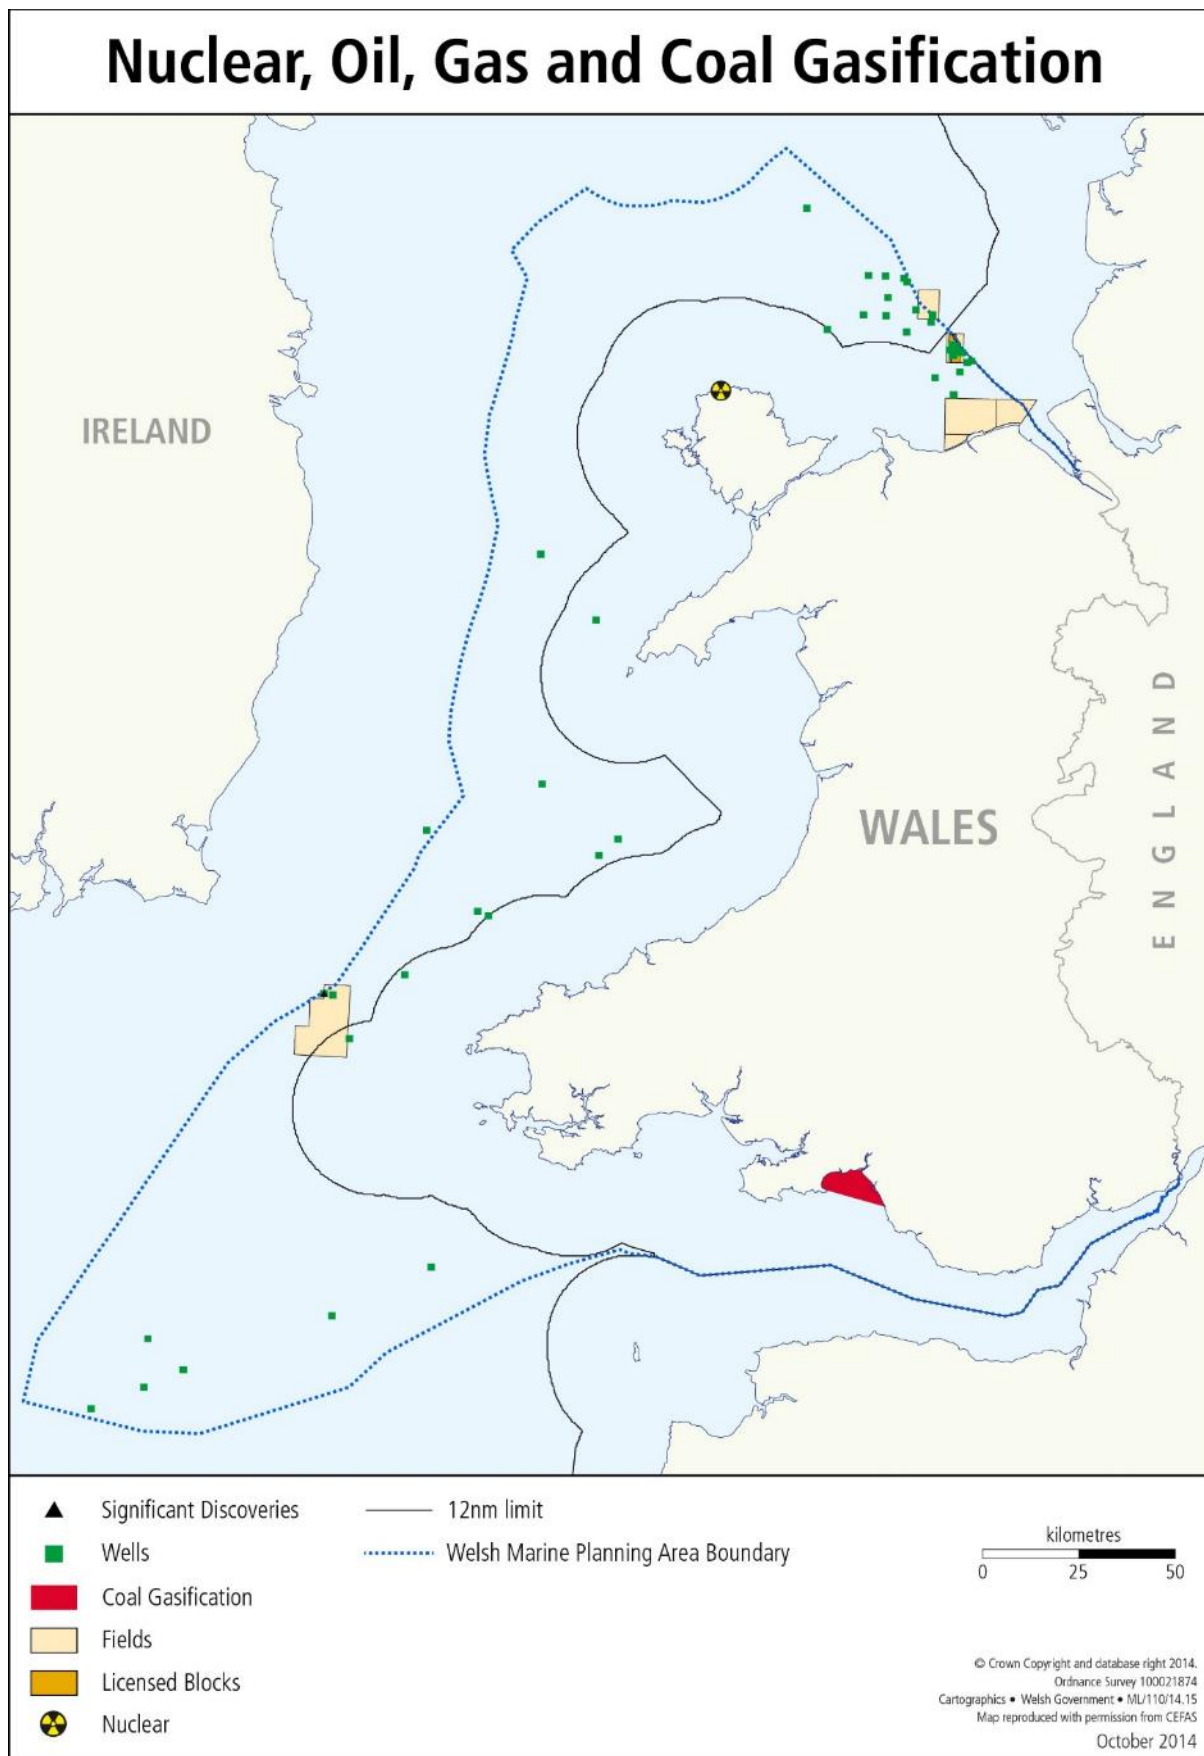 Nuclear, Oil, Gas and Coal Gasification
IRELAND
WALES
ENGLAND
Significant Discoveries
Wells
Coal Gasification
Fields
Licensed Blocks
Nuclear
12nm limit
Welsh Marine Planning Area Boundary
kilometres
0 25 50
© Crown Copyright and database right 2014.
Ordnance Survey 100021874
Cartographics • Welsh Government • ML/110/14.15
Map reproduced with permission from CEFAS
October 2014